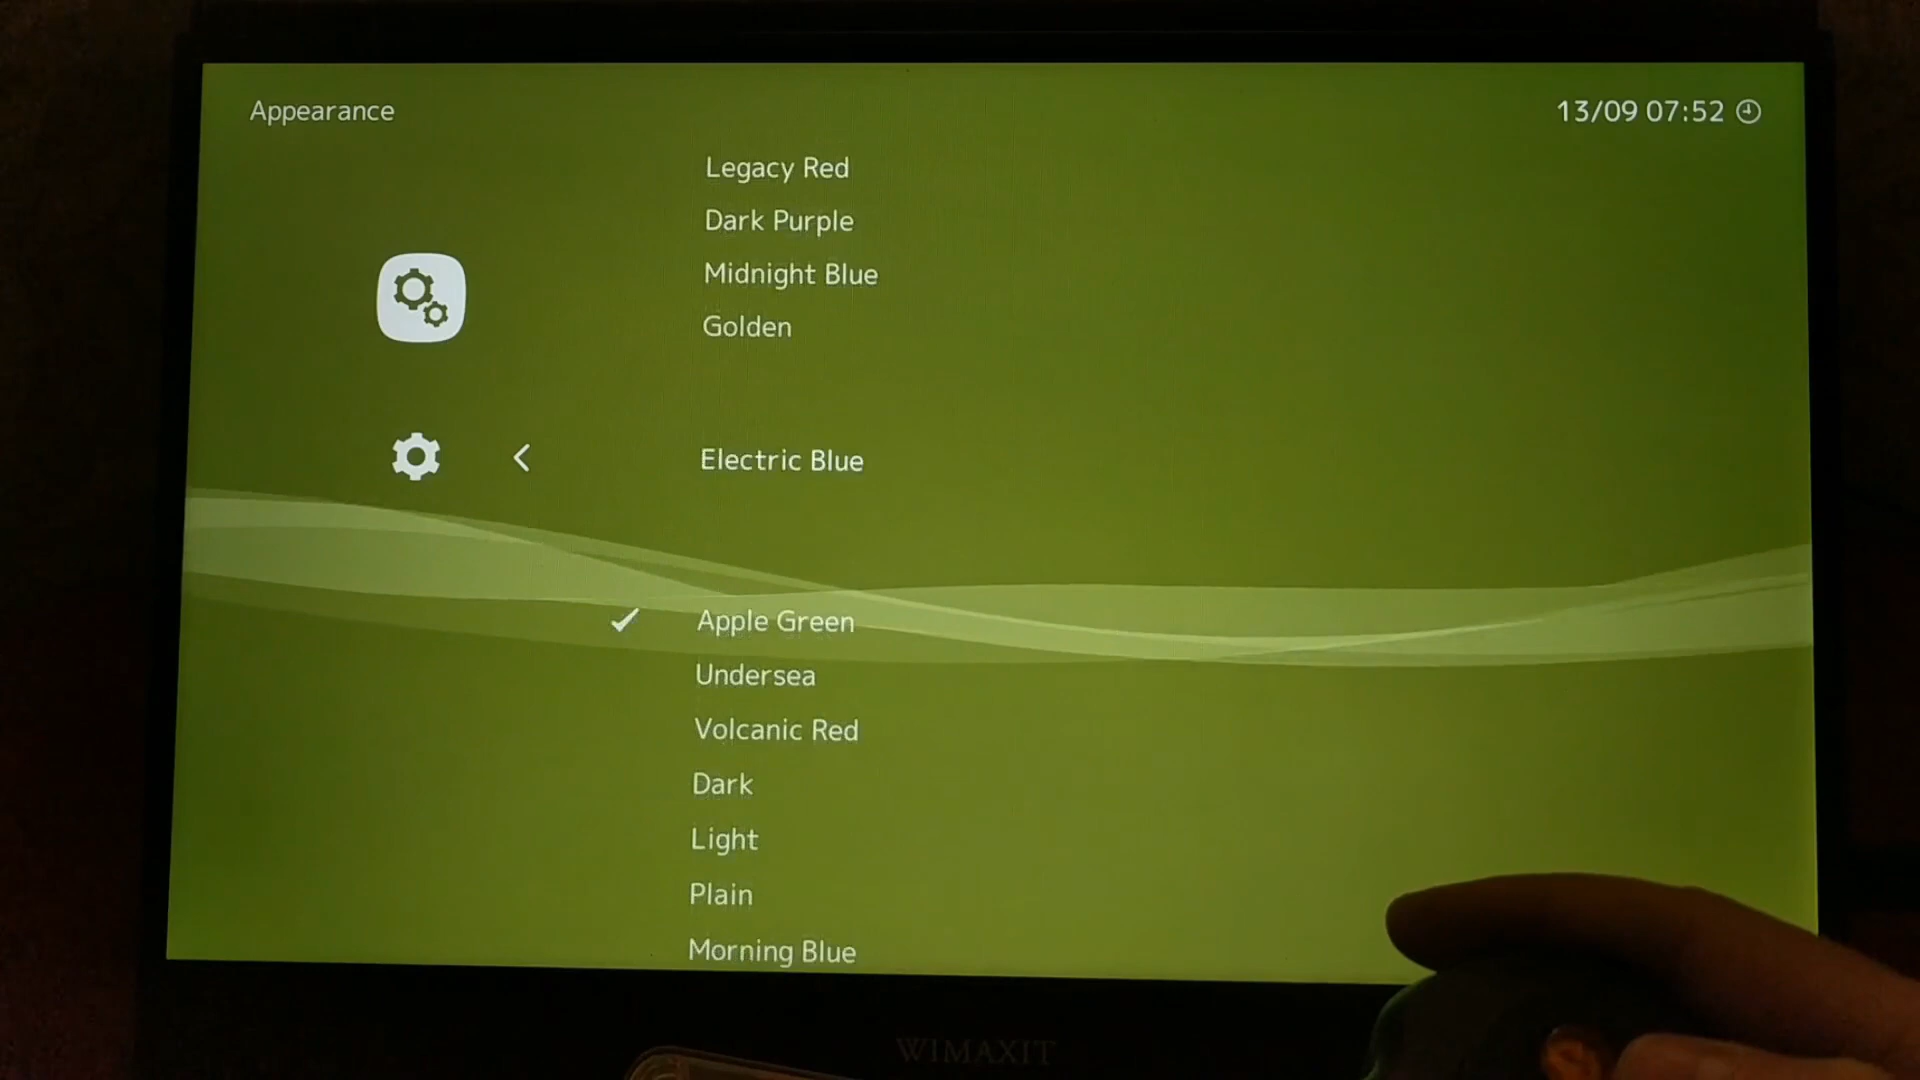 Appearance
13/09 07:52
Legacy Red
Dark Purple
Midnight Blue
Golden
Electric Blue
Apple Green
Undersea
Volcanic Red
Dark
Light
Plain
Morning Blue
WIMAXIT